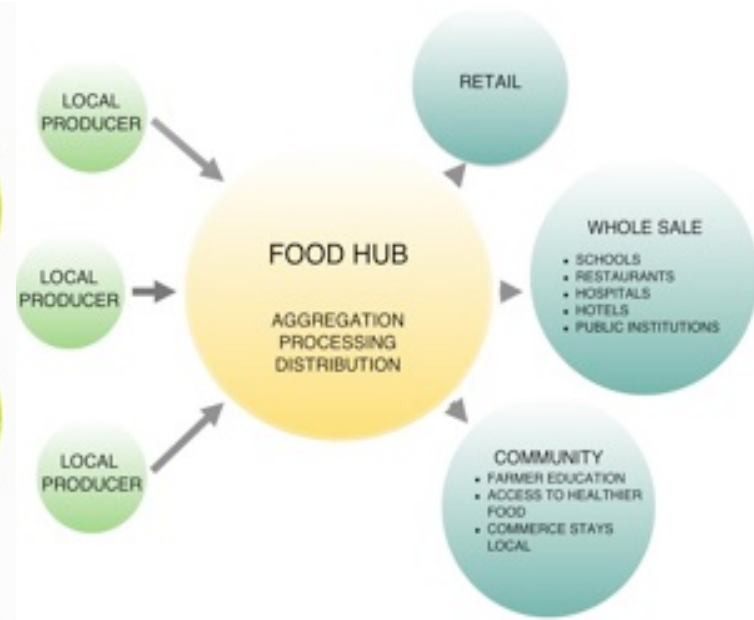 LOCAL
PRODUCER
LOCAL
PRODUCER
LOCAL
PRODUCER
FOOD HUB
AGGREGATION
PROCESSING
DISTRIBUTION
RETAIL
WHOLE SALE
• SCHOOLS
• RESTAURANTS
• HOSPITALS
• HOTELS
• PUBLIC INSTITUTIONS
COMMUNITY
• FARMER EDUCATION
• ACCESS TO HEALTHIER
FOOD
• COMMERCE STAYS
LOCAL